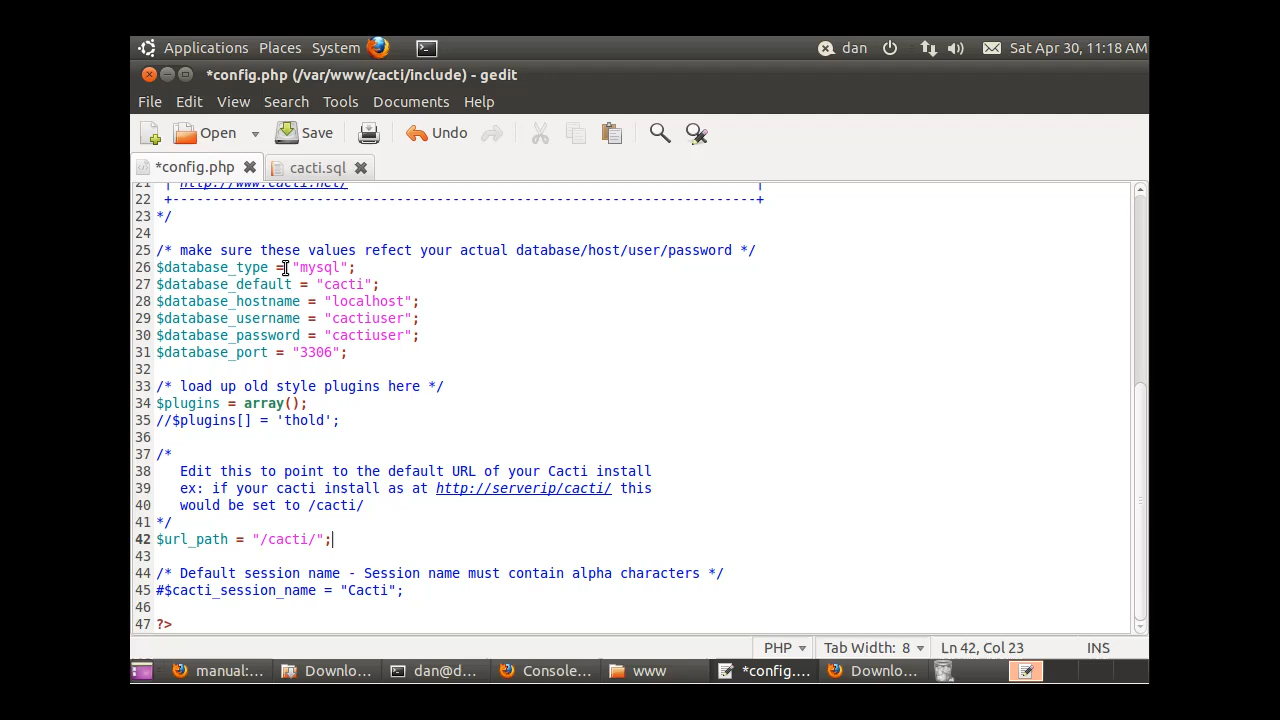 Applications Places System dan Sat Apr 30, 11:18 AM
*config.php (/var/www/cacti/include) - gedit
File Edit View Search Tools Documents Help
Open Save Undo
*config.php cacti.sql
21 | http://www.cacti.net/ |
22 +-------------------------------------------------------------------------+
23 */
24
25 /* make sure these values refect your actual database/host/user/password */
26 $database_type = "mysql";
27 $database_default = "cacti";
28 $database_hostname = "localhost";
29 $database_username = "cactiuser";
30 $database_password = "cactiuser";
31 $database_port = "3306";
32
33 /* load up old style plugins here */
34 $plugins = array();
35 //$plugins[] = 'thold';
36
37 /*
38 Edit this to point to the default URL of your Cacti install
39 ex: if your cacti install as at http://serverip/cacti/ this
40 would be set to /cacti/
41 */
42 $url_path = "/cacti/";
43
44 /* Default session name - Session name must contain alpha characters */
45 #$cacti_session_name = "Cacti";
46
47 ?>
PHP Tab Width: 8 Ln 42, Col 23 INS
manual:... Downlo... dan@d... Console... www *config.... Downlo...